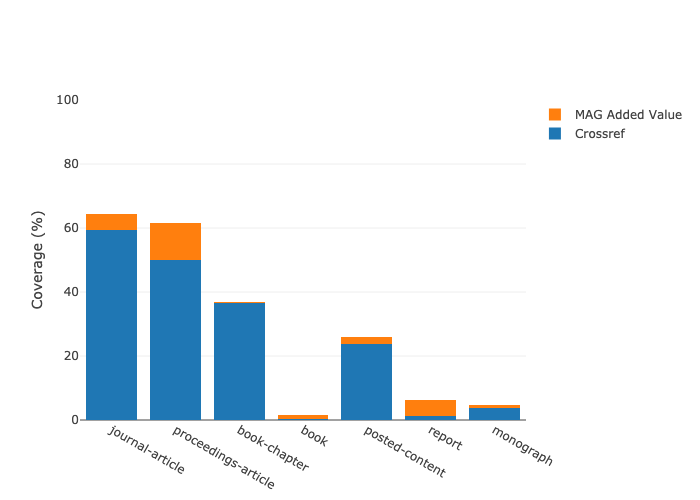 100
80
60
40
20
0
Coverage (%)
journal-article
proceedings-article
book-chapter
book
posted-content
report
monograph
MAG Added Value
Crossref